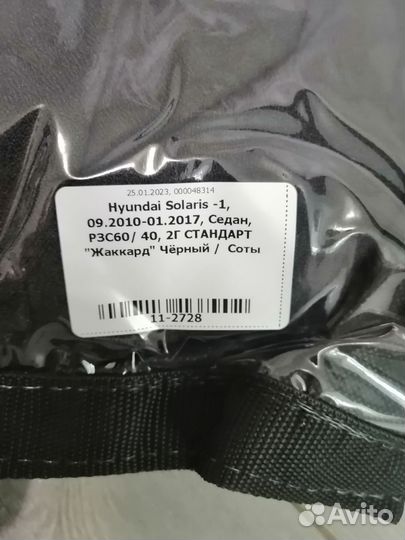 25.01.2023, 000048314
Hyundai Solaris -1,
09.2010-01.2017, Седан,
РЗС60/ 40, 2Г СТАНДАРТ
"Жаккард" Чёрный / Соты
11-2728
Avito